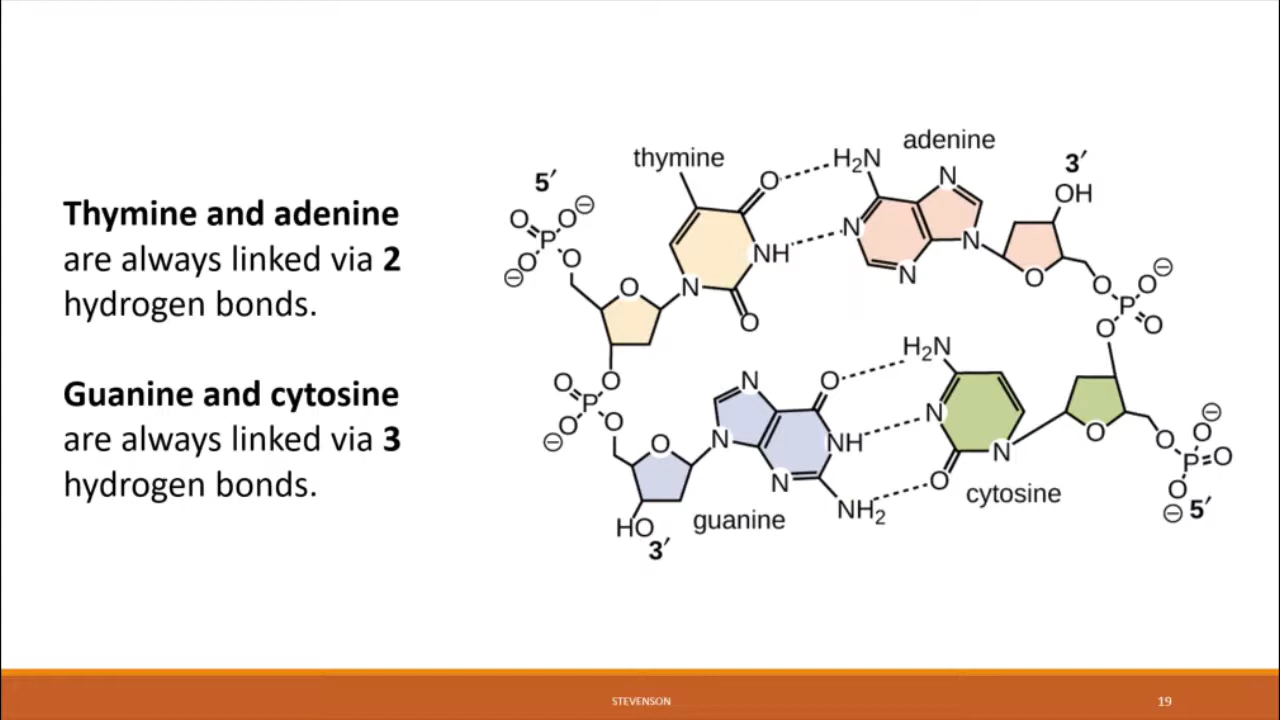 Thymine and adenine
are always linked via 2
hydrogen bonds.
Guanine and cytosine
are always linked via 3
hydrogen bonds.
thymine
adenine
5′
3′
O
H₂N
N
OH
O
O
⊖
P
O
⊖
O
N
NH
N
N
N
O
O
O
⊖
P
O
O
O
N
O
O
P
O
⊖
O
O
N
O
H₂N
N
NH
N
O
N
O
⊖
P
O
O
O
⊖
5′
N
O
NH₂
cytosine
guanine
HO
3′
STEVENSON
19